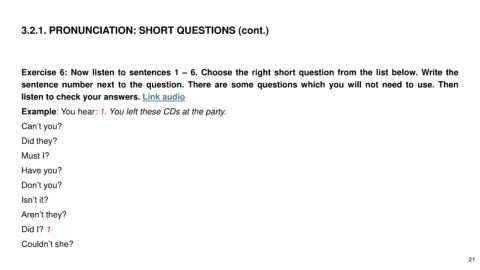 3.2.1. PRONUNCIATION: SHORT QUESTIONS (cont.)
Exercise 6: Now listen to sentences 1 – 6. Choose the right short question from the list below. Write the
sentence number next to the question. There are some questions which you will not need to use. Then
listen to check your answers. Link audio
Example: You hear: 1. You left these CDs at the party.
Can't you?
Did they?
Must I?
Have you?
Don't you?
Isn't it?
Aren't they?
Did I? 1
Couldn't she?
21